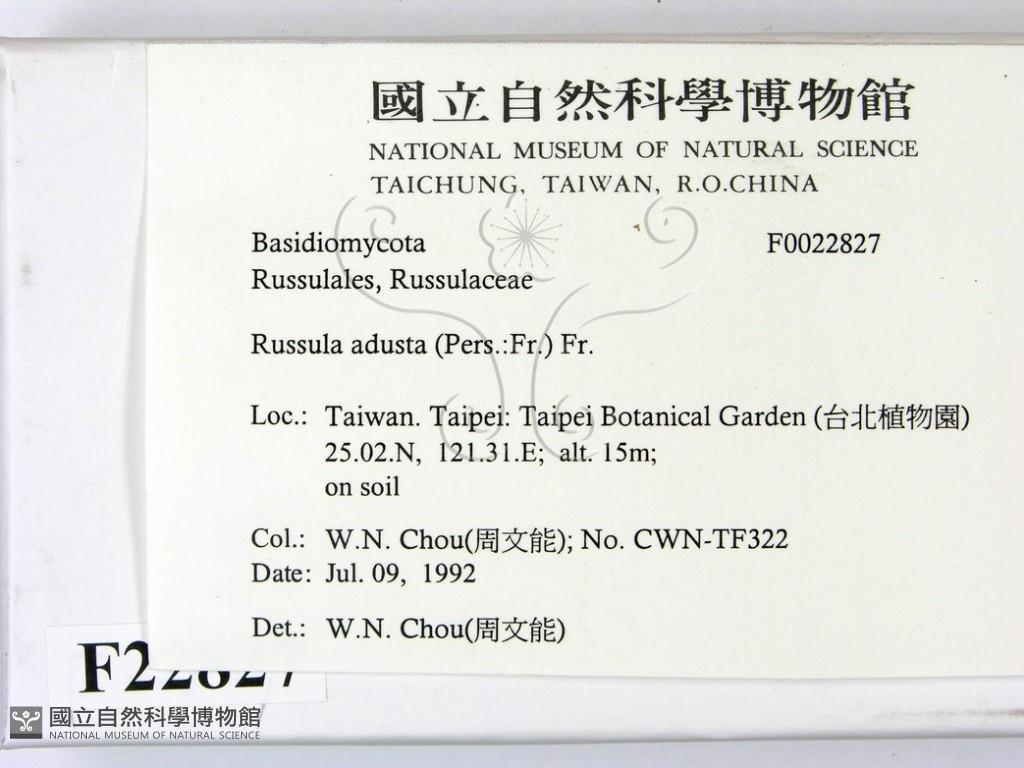 國立自然科學博物館
NATIONAL MUSEUM OF NATURAL SCIENCE
TAICHUNG, TAIWAN, R.O.CHINA
Basidiomycota F0022827
Russulales, Russulaceae
Russula adusta (Pers.:Fr.) Fr.
Loc.: Taiwan. Taipei: Taipei Botanical Garden (台北植物園)
25.02.N, 121.31.E; alt. 15m;
on soil
Col.: W.N. Chou(周文能); No. CWN-TF322
Date: Jul. 09, 1992
Det.: W.N. Chou(周文能)
F22827
國立自然科學博物館
NATIONAL MUSEUM OF NATURAL SCIENCE